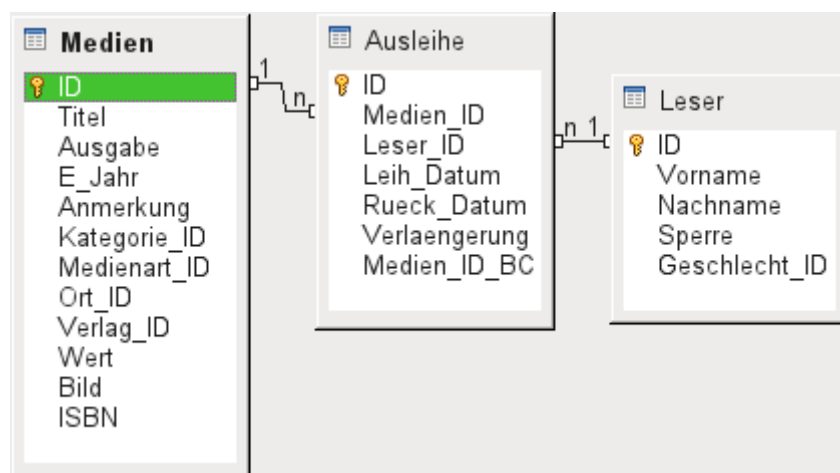 Medien
ID
Titel
Ausgabe
E_Jahr
Anmerkung
Kategorie_ID
Medienart_ID
Ort_ID
Verlag_ID
Wert
Bild
ISBN
1
n
Ausleihe
ID
Medien_ID
Leser_ID
Leih_Datum
Rueck_Datum
Verlaengerung
Medien_ID_BC
n 1
Leser
ID
Vorname
Nachname
Sperre
Geschlecht_ID